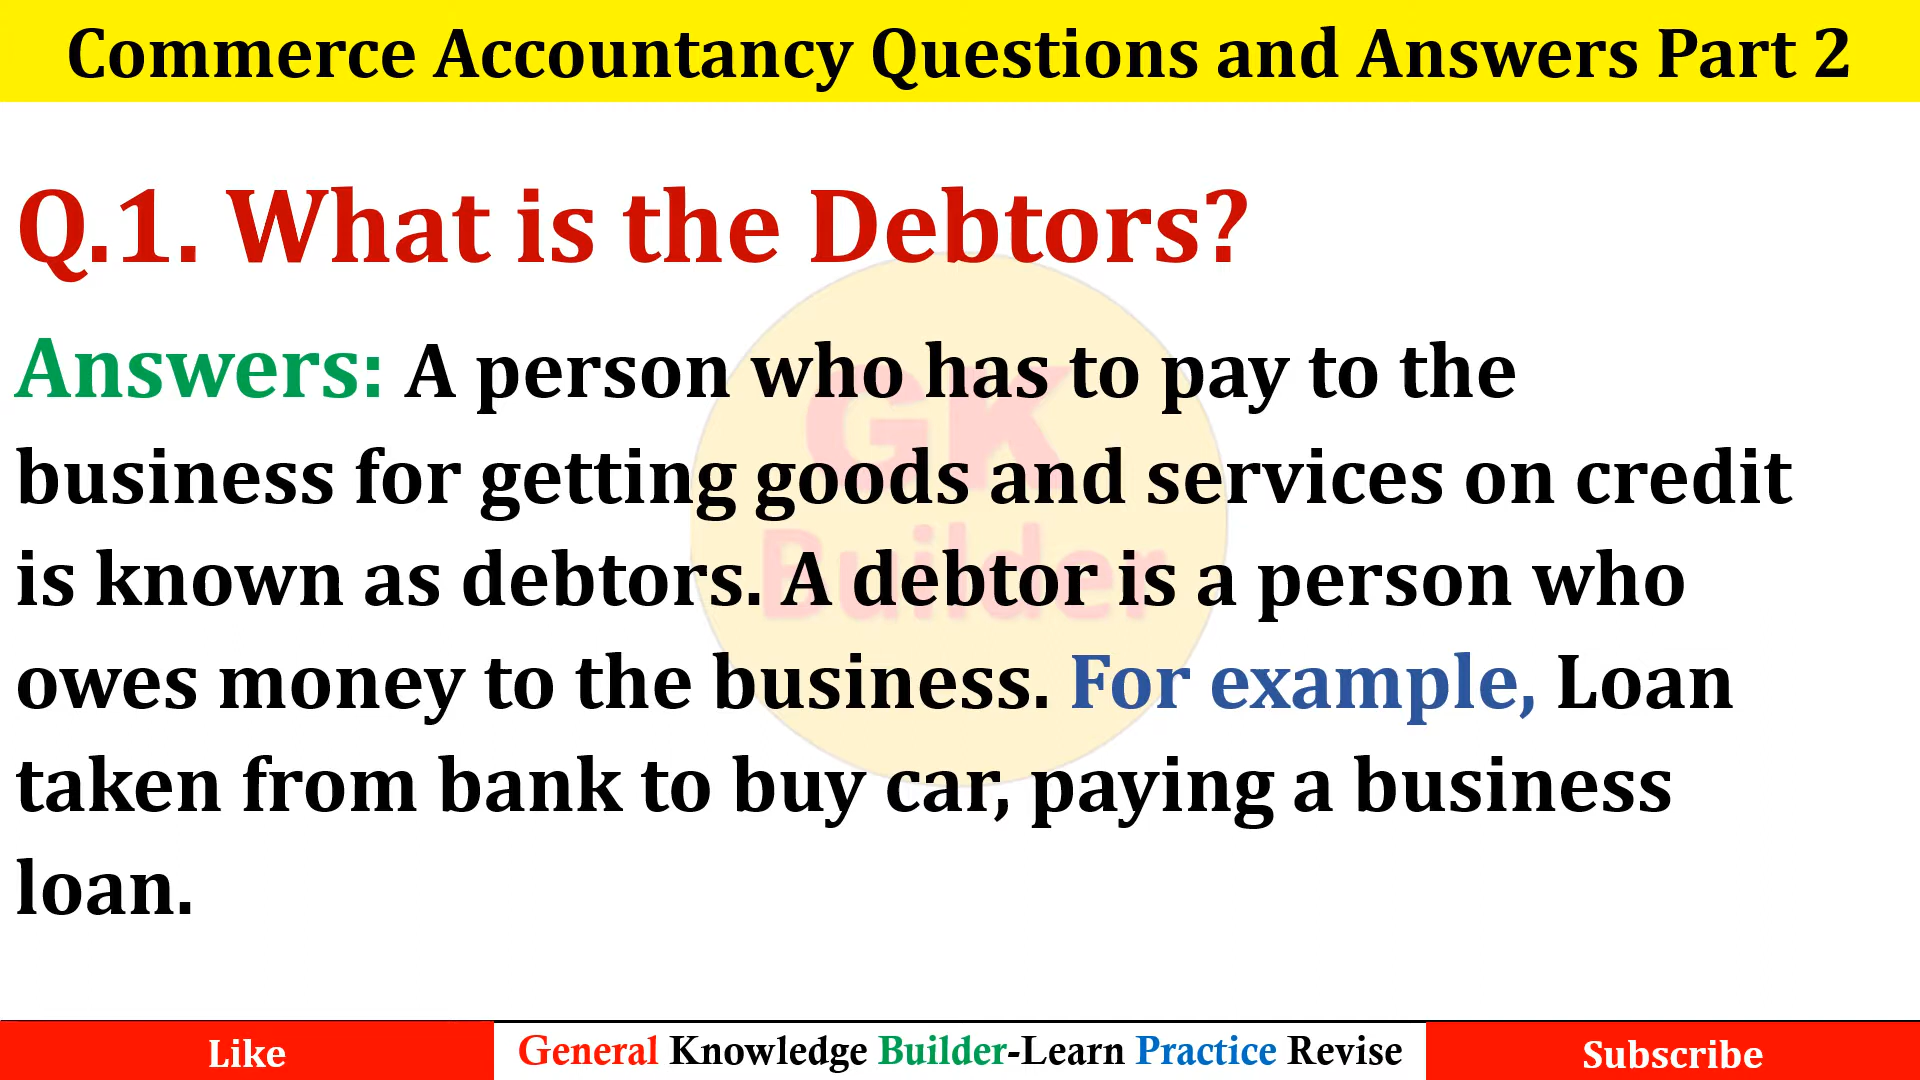 Commerce Accountancy Questions and Answers Part 2
Q.1. What is the Debtors?
Answers: A person who has to pay to the
business for getting goods and services on credit
is known as debtors. A debtor is a person who
owes money to the business. For example, Loan
taken from bank to buy car, paying a business
loan.
GK
Builder
Like
General Knowledge Builder-Learn Practice Revise
Subscribe